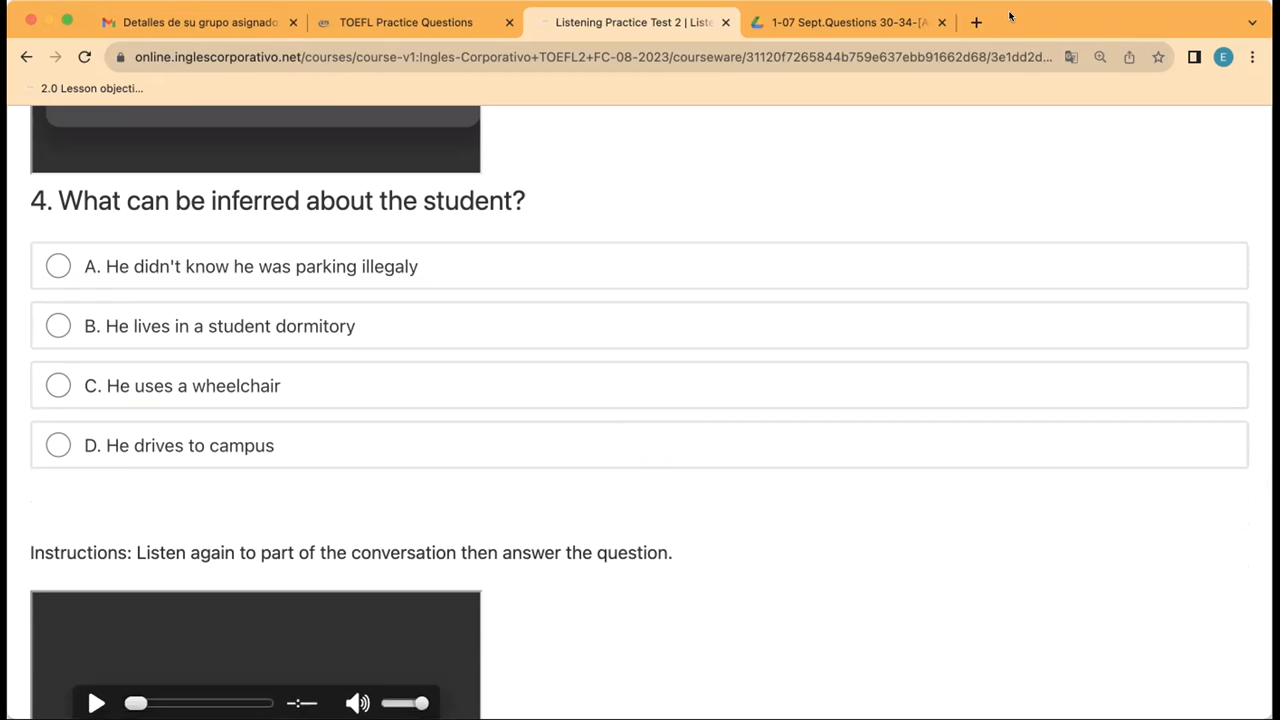 Detalles de su grupo asignado
TOEFL Practice Questions
Listening Practice Test 2 | Liste
1-07 Sept.Questions 30-34-[A
online.inglescorporativo.net/courses/course-v1:Ingles-Corporativo+TOEFL2+FC-08-2023/courseware/31120f7265844b759e637ebb91662d68/3e1dd2d...
E
2.0 Lesson objecti...
4. What can be inferred about the student?
A. He didn't know he was parking illegaly
B. He lives in a student dormitory
C. He uses a wheelchair
D. He drives to campus
Instructions: Listen again to part of the conversation then answer the question.
-:--